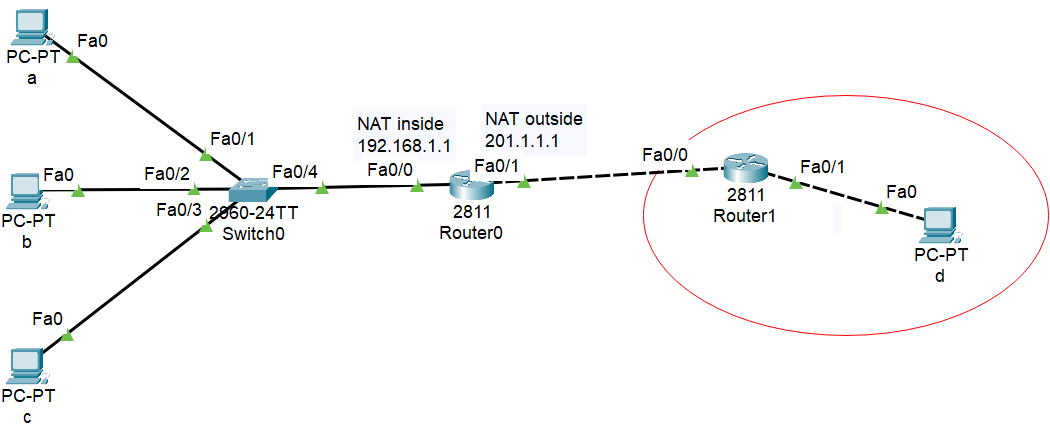 Fa0
PC-PT
a
Fa0/1
NAT inside
192.168.1.1
NAT outside
201.1.1.1
Fa0
Fa0/2
Fa0/4
Fa0/0
Fa0/1
Fa0/0
Fa0/1
Fa0
PC-PT
b
Fa0/3
2960-24TT
Switch0
2811
Router0
2811
Router1
PC-PT
d
Fa0
PC-PT
c